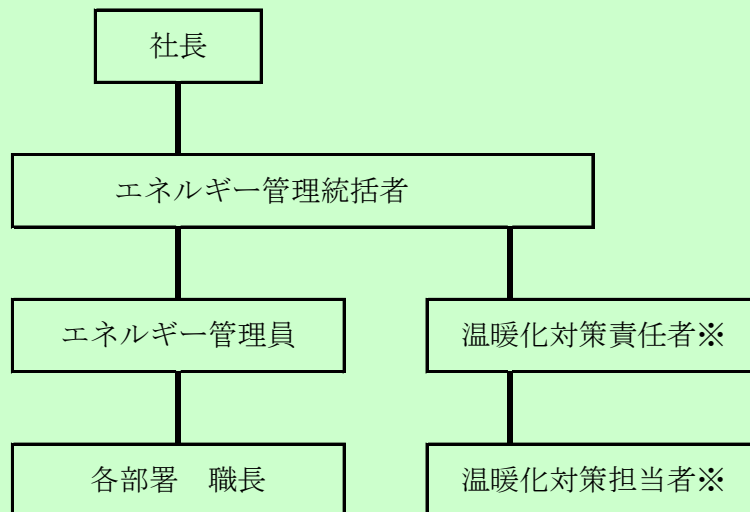 社長
エネルギー管理統括者
エネルギー管理員
温暖化対策責任者※
各部署　職長
温暖化対策担当者※